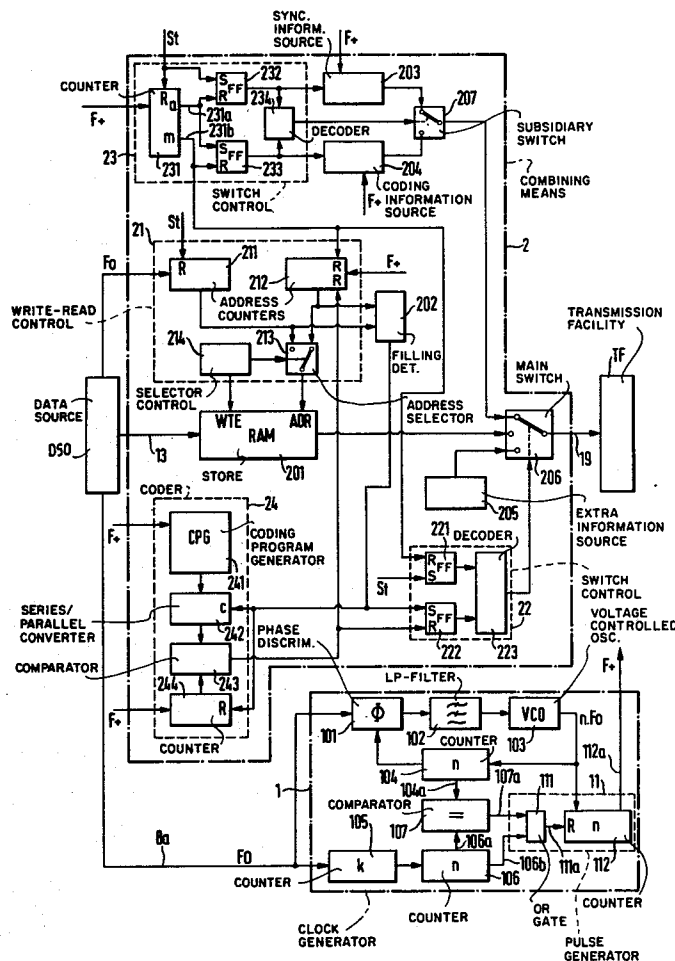 SYNC. INFORM. SOURCE
St
F+
COUNTER
232
203
S FF
R
234
207
F+
Ra
231a
231b
DECODER
SUBSIDIARY SWITCH
m
S FF
R
23
231
233
204
SWITCH CONTROL
F+
CODING INFORMATION SOURCE
COMBINING MEANS
2
21
St
Fo
R
211
212
R
R
F+
ADDRESS COUNTERS
202
WRITE-READ CONTROL
214
213
FILLING DET.
TRANSMISSION FACILITY
SELECTOR CONTROL
ADDRESS SELECTOR
MAIN SWITCH
TF
DATA SOURCE
DSO
WTE
ADR
RAM
13
STORE
201
19
206
205
EXTRA INFORMATION SOURCE
CODER
24
F+
CPG
CODING PROGRAM GENERATOR
241
DECODER
221
R FF
S
St
SWITCH CONTROL
22
SERIES/PARALLEL CONVERTER
c
242
PHASE DISCRIM.
S FF
R
222
223
VOLTAGE CONTROLLED OSC.
COMPARATOR
243
244
F+
R
COUNTER
LP-FILTER
F+
Φ
101
102
VCO
103
n.Fo
112a
COUNTER
104
n
104a
107a
11
1
COMPARATOR
107
=
111
105
106a
R n
8a
Fo
k
n
106
106b
111a
112
COUNTER
COUNTER
OR GATE
COUNTER
CLOCK GENERATOR
PULSE GENERATOR